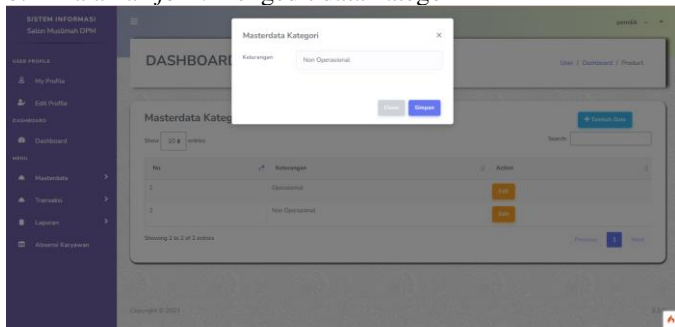 SISTEM INFORMASI
Salon Muslimah DPM
pemilik
Masterdata Kategori ×
Keterangan Non Operasional
Close Simpan
USER PROFILE
My Profile
Edit Profile
DASHBOARD
Dashboard
MENU
Masterdata
Transaksi
Laporan
Absensi Karyawan
DASHBOARD
User / Dashboard / Product
Masterdata Kateg
+ Tambah Data
Show 10 entries
Search:
No Keterangan Action
1 Operasional Edit
2 Non Operasional Edit
Showing 1 to 2 of 2 entries
Previous 1 Next
Copyright © 2021